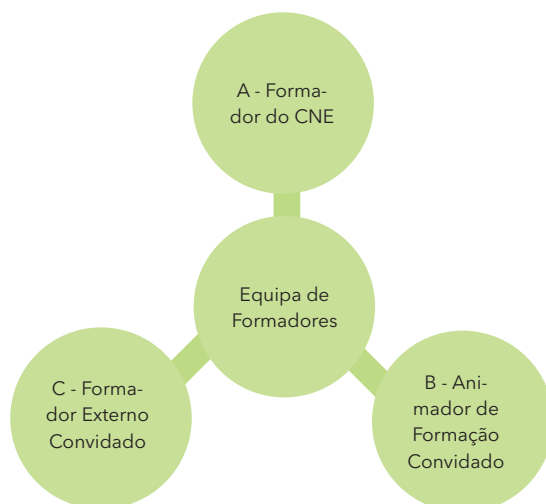 A - Forma-
dor do CNE
Equipa de
Formadores
C - Forma-
dor Externo
Convidado
B - Ani-
mador de
Formação
Convidado